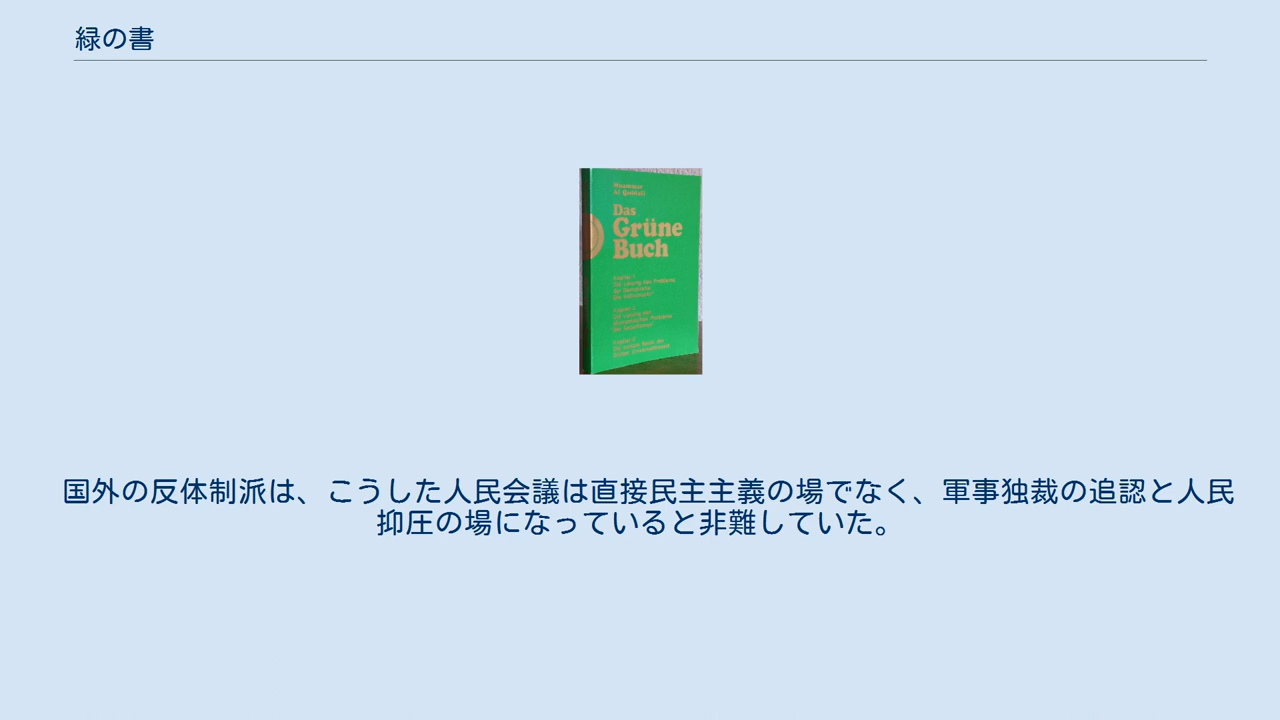 緑の書
Das
Grüne
Buch
国外の反体制派は、こうした人民会議は直接民主主義の場でなく、軍事独裁の追認と人民
抑圧の場になっていると非難していた。